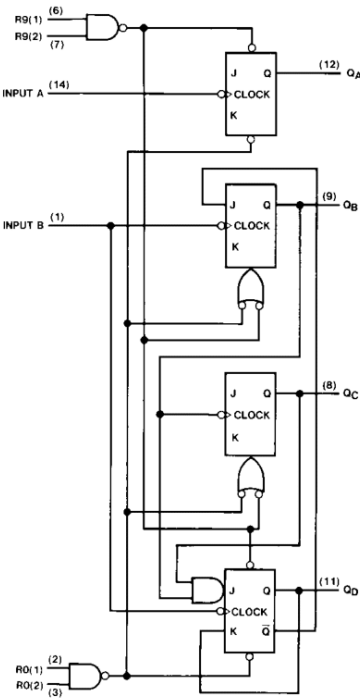 (6)
R9(1)
R9(2)
(7)
J Q (12) QA
INPUT A (14) CLOCK
K
J Q (9) QB
INPUT B (1) CLOCK
K
J Q (8) QC
CLOCK
K
J Q (11) QD
CLOCK
K Q̅
(2)
R0(1)
R0(2)
(3)